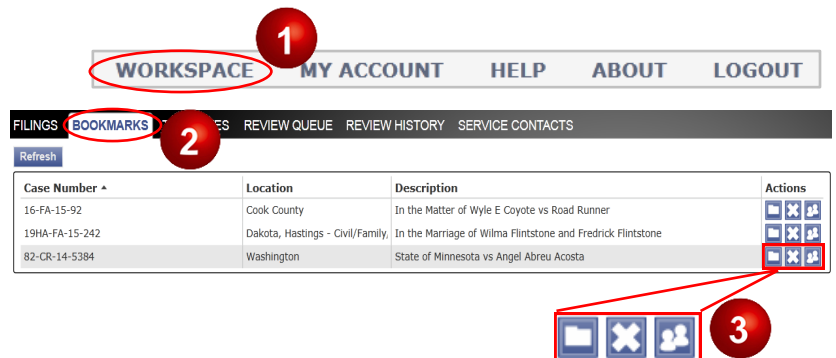 1
WORKSPACE MY ACCOUNT HELP ABOUT LOGOUT
FILINGS BOOKMARKS REVIEW QUEUE REVIEW HISTORY SERVICE CONTACTS
2
Refresh
Case Number Location Description Actions
16-FA-15-92 Cook County In the Matter of Wyle E Coyote vs Road Runner
19HA-FA-15-242 Dakota, Hastings - Civil/Family, In the Marriage of Wilma Flintstone and Fredrick Flintstone
82-CR-14-5384 Washington State of Minnesota vs Angel Abreu Acosta
3